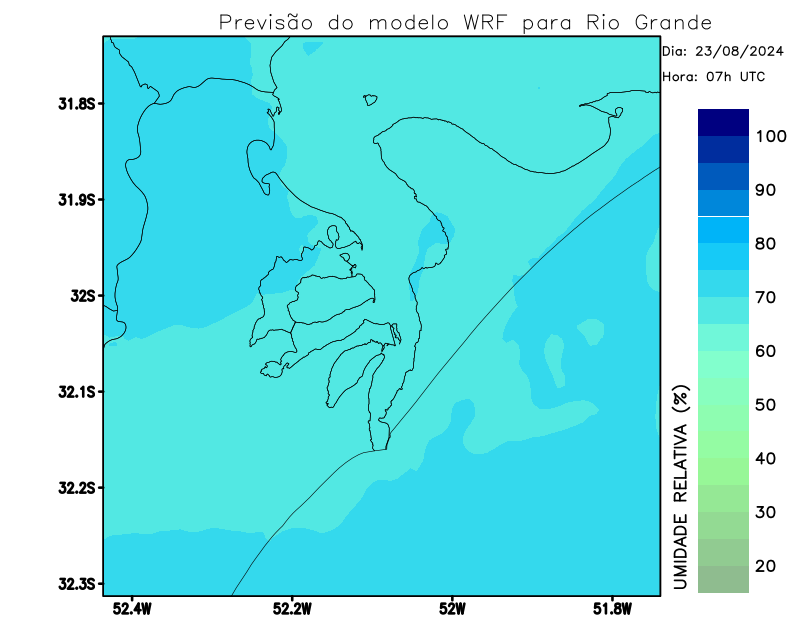 Previsão do modelo WRF para Rio Grande
Dia: 23/08/2024
Hora: 07h UTC
31.8S
31.9S
32S
32.1S
32.2S
32.3S
52.4W
52.2W
52W
51.8W
100
90
80
70
60
50
40
30
20
UMIDADE RELATIVA (%)